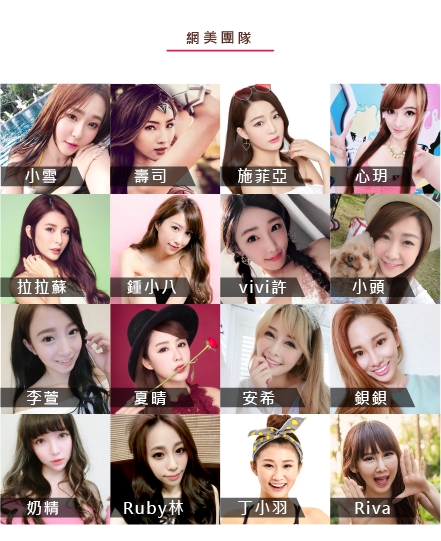 網美團隊
小雪
壽司
施菲亞
心玥
拉拉蘇
鍾小八
vivi許
小頭
李萱
夏晴
安希
鋇鋇
奶精
Ruby林
丁小羽
Riva